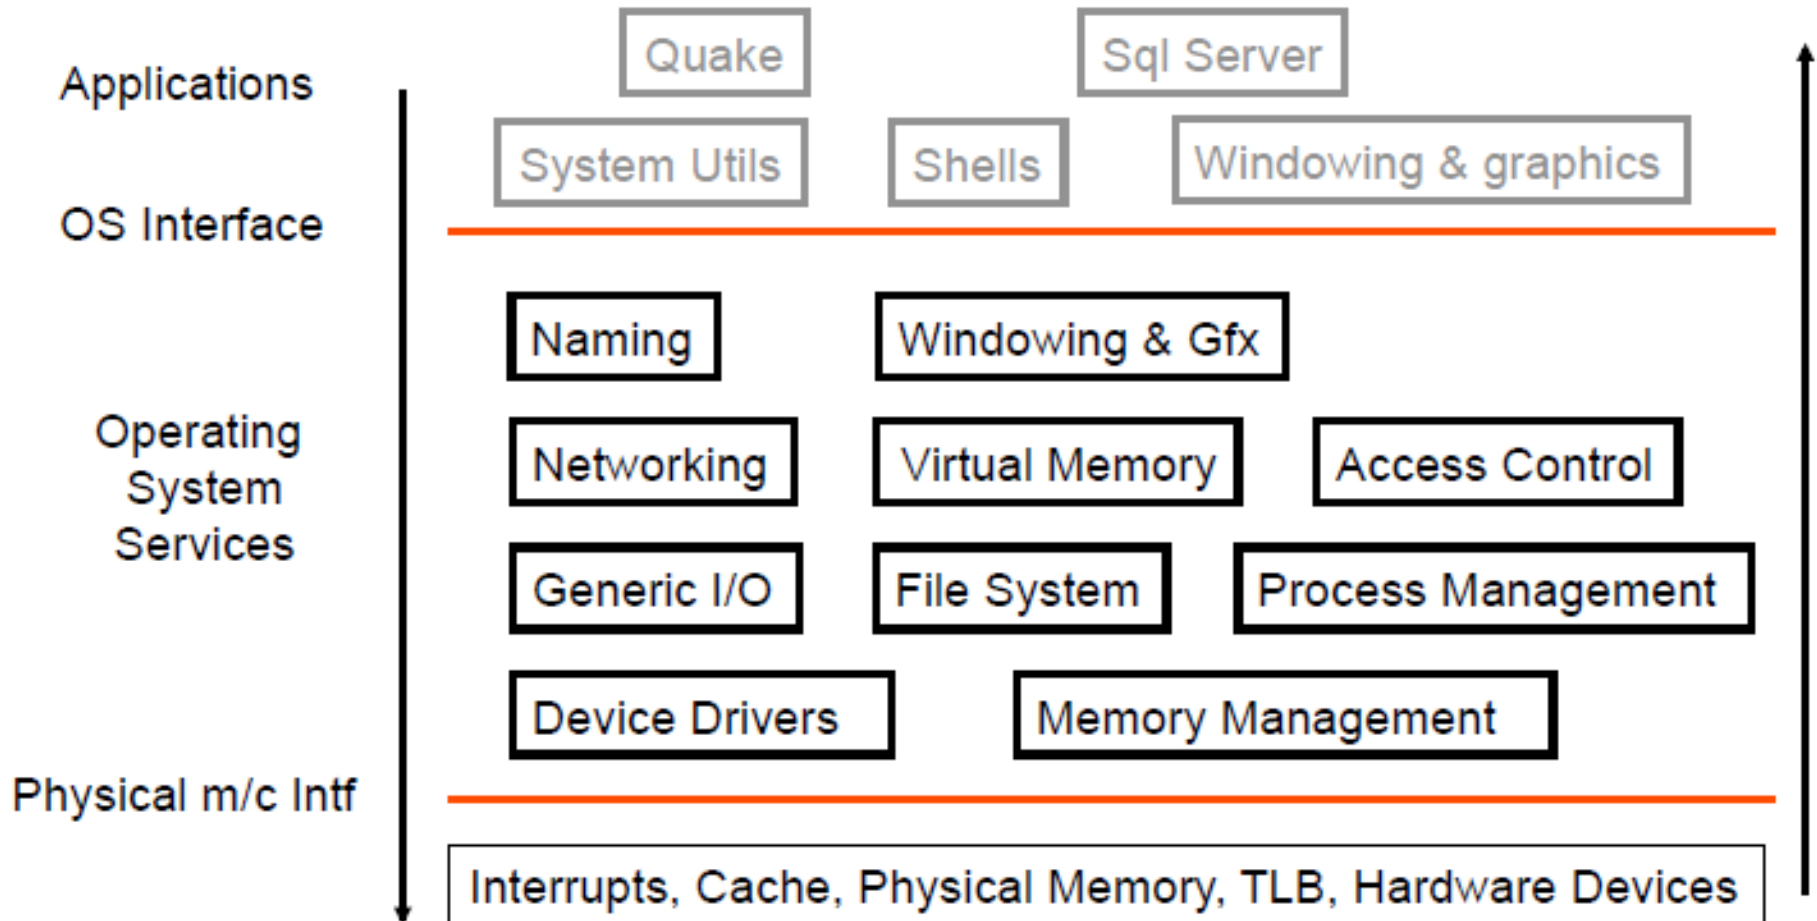 Quake
Sql Server
Applications
System Utils
Shells
Windowing & graphics
OS Interface
Naming
Windowing & Gfx
Operating
System
Services
Networking
Virtual Memory
Access Control
Generic I/O
File System
Process Management
Device Drivers
Memory Management
Physical m/c Intf
Interrupts, Cache, Physical Memory, TLB, Hardware Devices